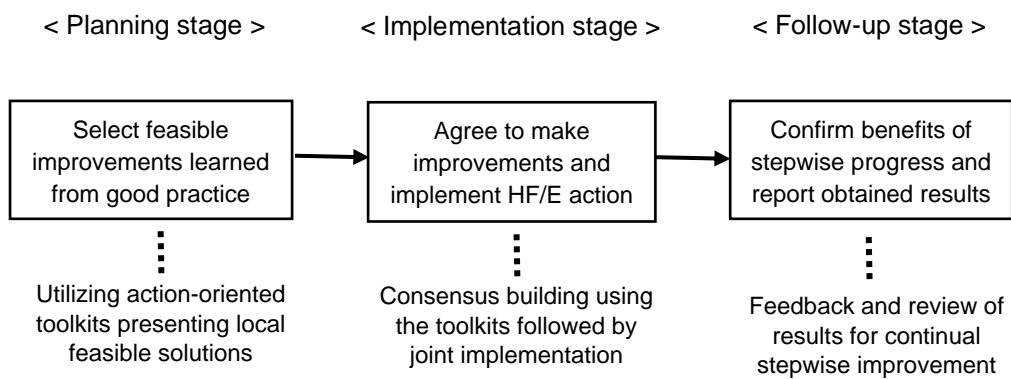 < Planning stage >
< Implementation stage >
< Follow-up stage >
Select feasible
improvements learned
from good practice
Agree to make
improvements and
implement HF/E action
Confirm benefits of
stepwise progress and
report obtained results
Utilizing action-oriented
toolkits presenting local
feasible solutions
Consensus building using
the toolkits followed by
joint implementation
Feedback and review of
results for continual
stepwise improvement